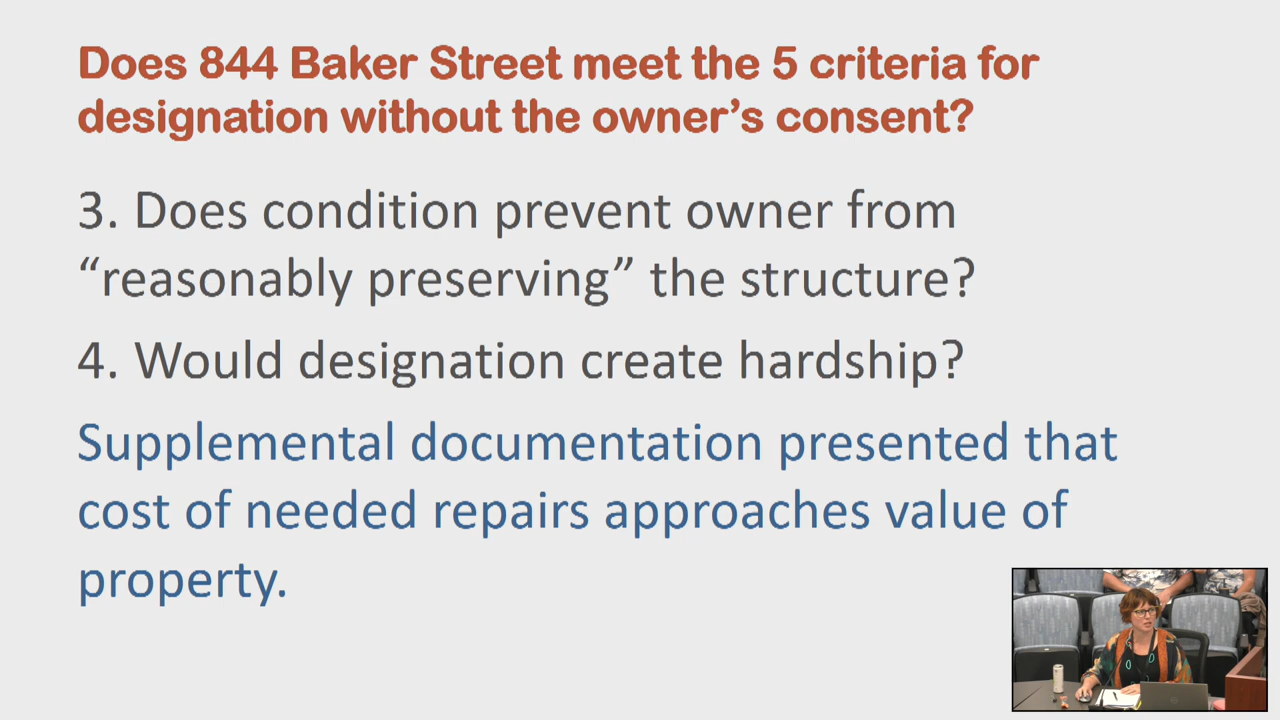 Does 844 Baker Street meet the 5 criteria for
designation without the owner’s consent?
3. Does condition prevent owner from
“reasonably preserving” the structure?
4. Would designation create hardship?
Supplemental documentation presented that
cost of needed repairs approaches value of
property.